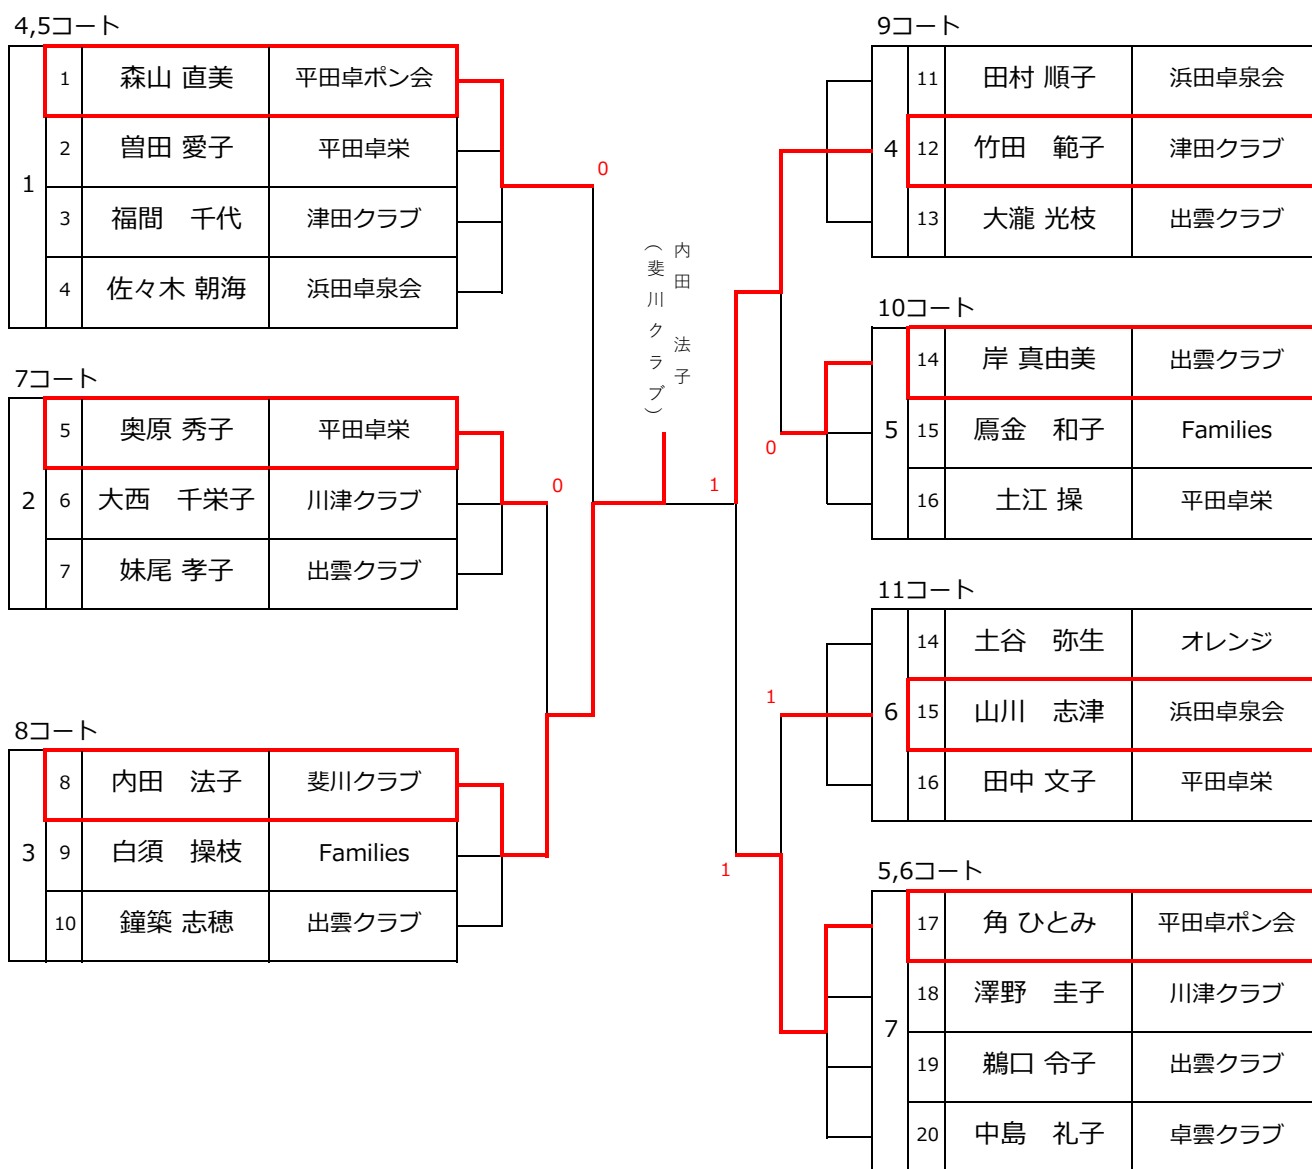 4,5コート
1
1 森山 直美 平田卓ポン会
2 曽田 愛子 平田卓栄
3 福間　千代 津田クラブ
4 佐々木 朝海 浜田卓泉会
7コート
2
5 奥原 秀子 平田卓栄
6 大西　千栄子 川津クラブ
7 妹尾 孝子 出雲クラブ
8コート
3
8 内田　法子 斐川クラブ
9 白須　操枝 Families
10 鐘築 志穂 出雲クラブ
0
0
内田　法子
（斐川クラブ）
1
0
1
1
9コート
4
11 田村 順子 浜田卓泉会
12 竹田　範子 津田クラブ
13 大瀧 光枝 出雲クラブ
10コート
5
14 岸 真由美 出雲クラブ
15 鳫金　和子 Families
16 土江 操 平田卓栄
11コート
6
14 土谷　弥生 オレンジ
15 山川　志津 浜田卓泉会
16 田中 文子 平田卓栄
5,6コート
7
17 角 ひとみ 平田卓ポン会
18 澤野　圭子 川津クラブ
19 鵜口 令子 出雲クラブ
20 中島　礼子 卓雲クラブ